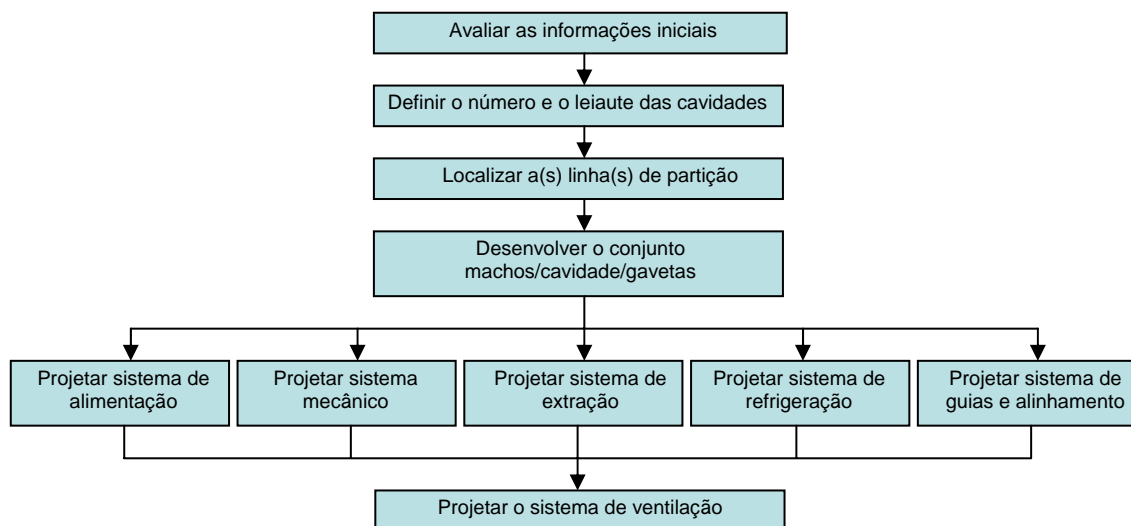 Avaliar as informações iniciais
Definir o número e o leiaute das cavidades
Localizar a(s) linha(s) de partição
Desenvolver o conjunto
machos/cavidade/gavetas
Projetar sistema de
alimentação
Projetar sistema
mecânico
Projetar sistema de
extração
Projetar sistema de
refrigeração
Projetar sistema de
guias e alinhamento
Projetar o sistema de ventilação